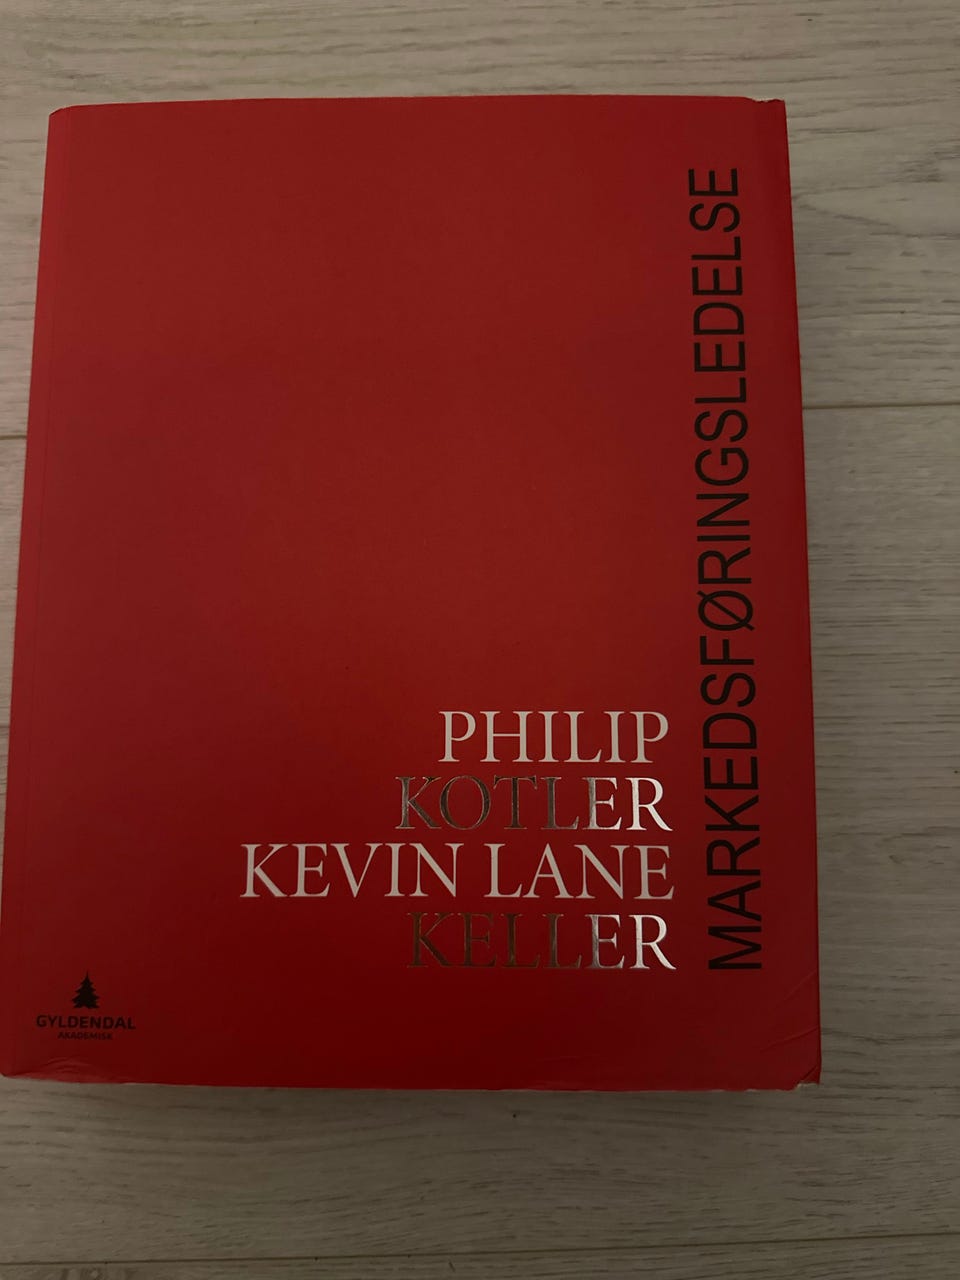 MARKEDSFØRINGSLEDELSE
PHILIP
KOTLER
KEVIN LANE
KELLER
GYLDENDAL
AKADEMISK